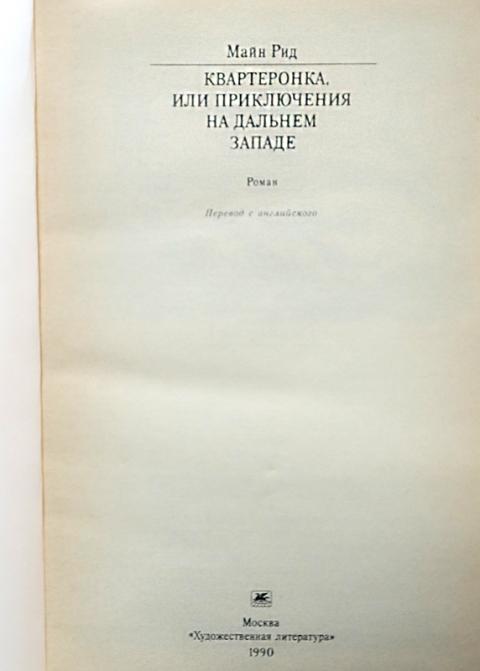 Майн Рид
КВАРТЕРОНКА,
ИЛИ ПРИКЛЮЧЕНИЯ
НА ДАЛЬНЕМ
ЗАПАДЕ
Роман
Перевод с английского
Москва
«Художественная литература»
1990